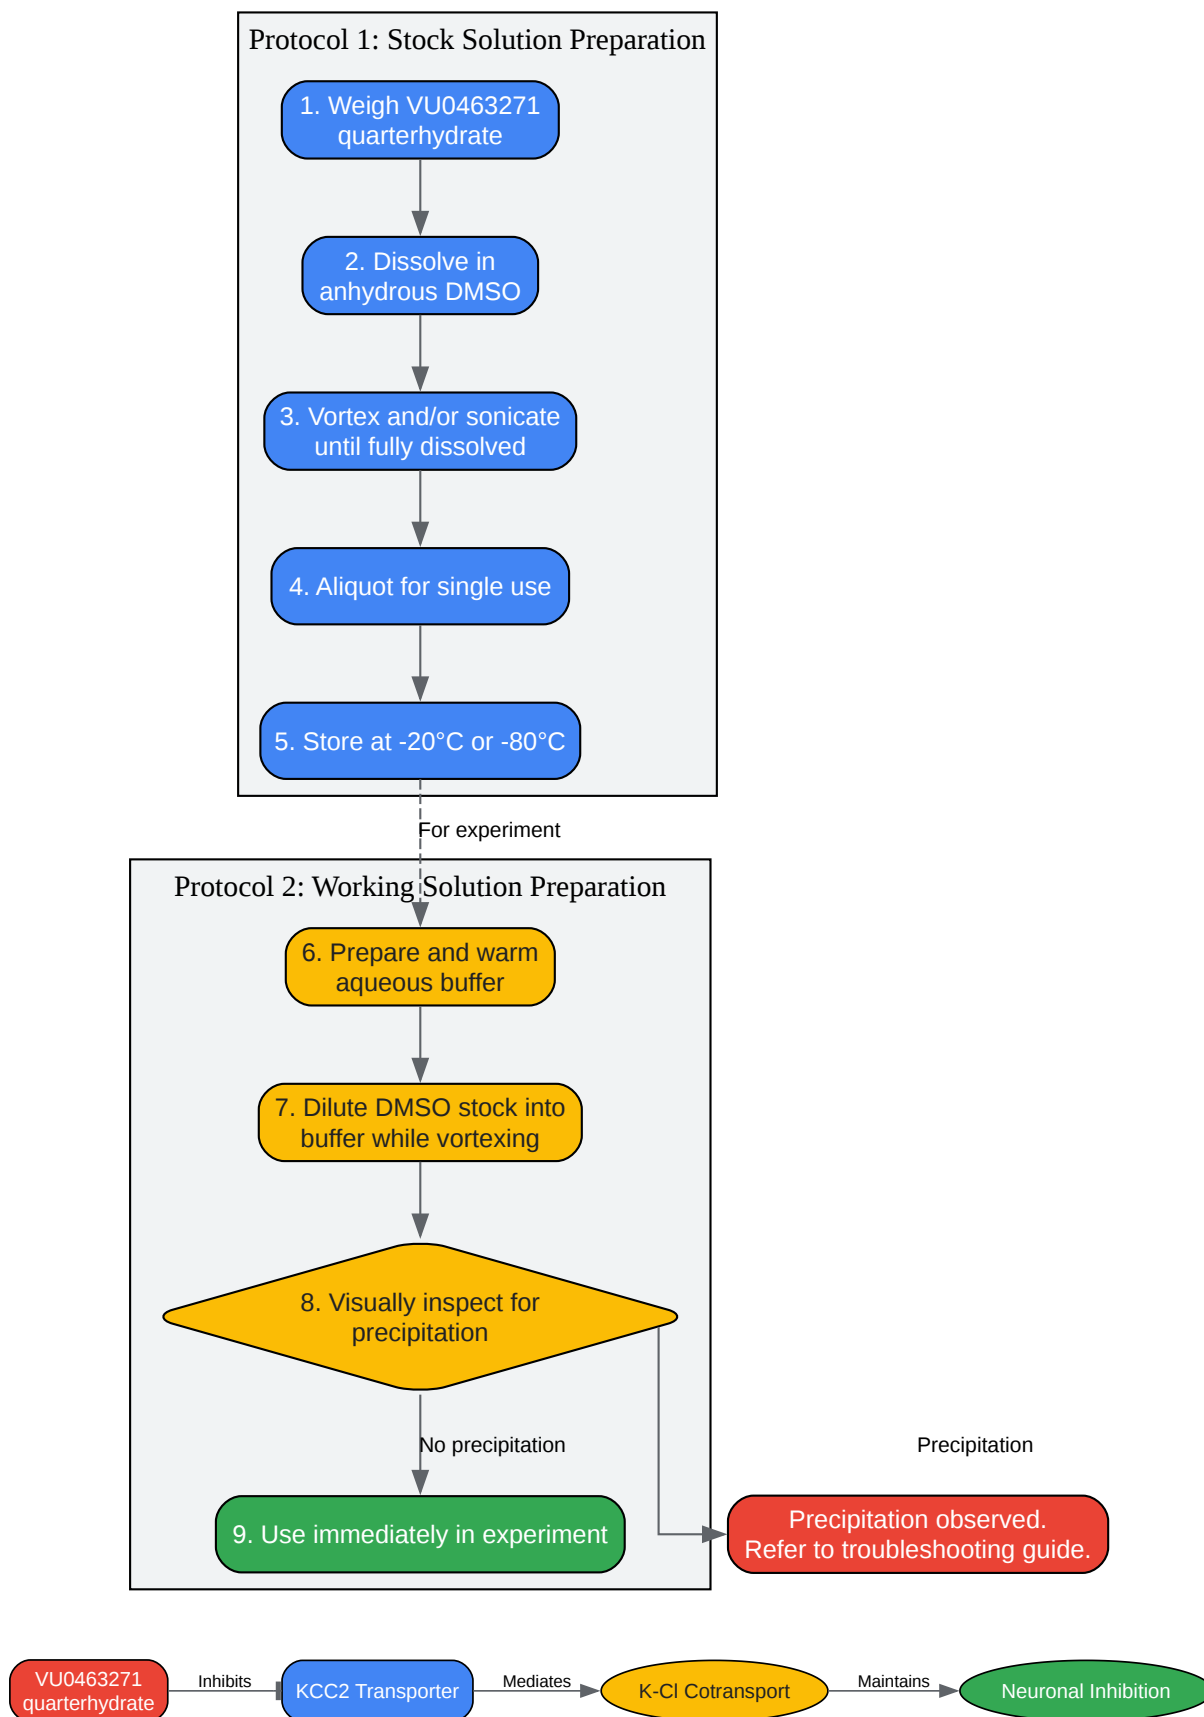 Protocol 1: Stock Solution Preparation
1. Weigh VU0463271
quarterhydrate
2. Dissolve in
anhydrous DMSO
3. Vortex and/or sonicate
until fully dissolved
4. Aliquot for single use
5. Store at -20°C or -80°C
For experiment
Protocol 2: Working Solution Preparation
6. Prepare and warm
aqueous buffer
7. Dilute DMSO stock into
buffer while vortexing
8. Visually inspect for
precipitation
No precipitation
Precipitation
9. Use immediately in experiment
Precipitation observed.
Refer to troubleshooting guide.
VU0463271
quarterhydrate
Inhibits
KCC2 Transporter
Mediates
K-Cl Cotransport
Maintains
Neuronal Inhibition